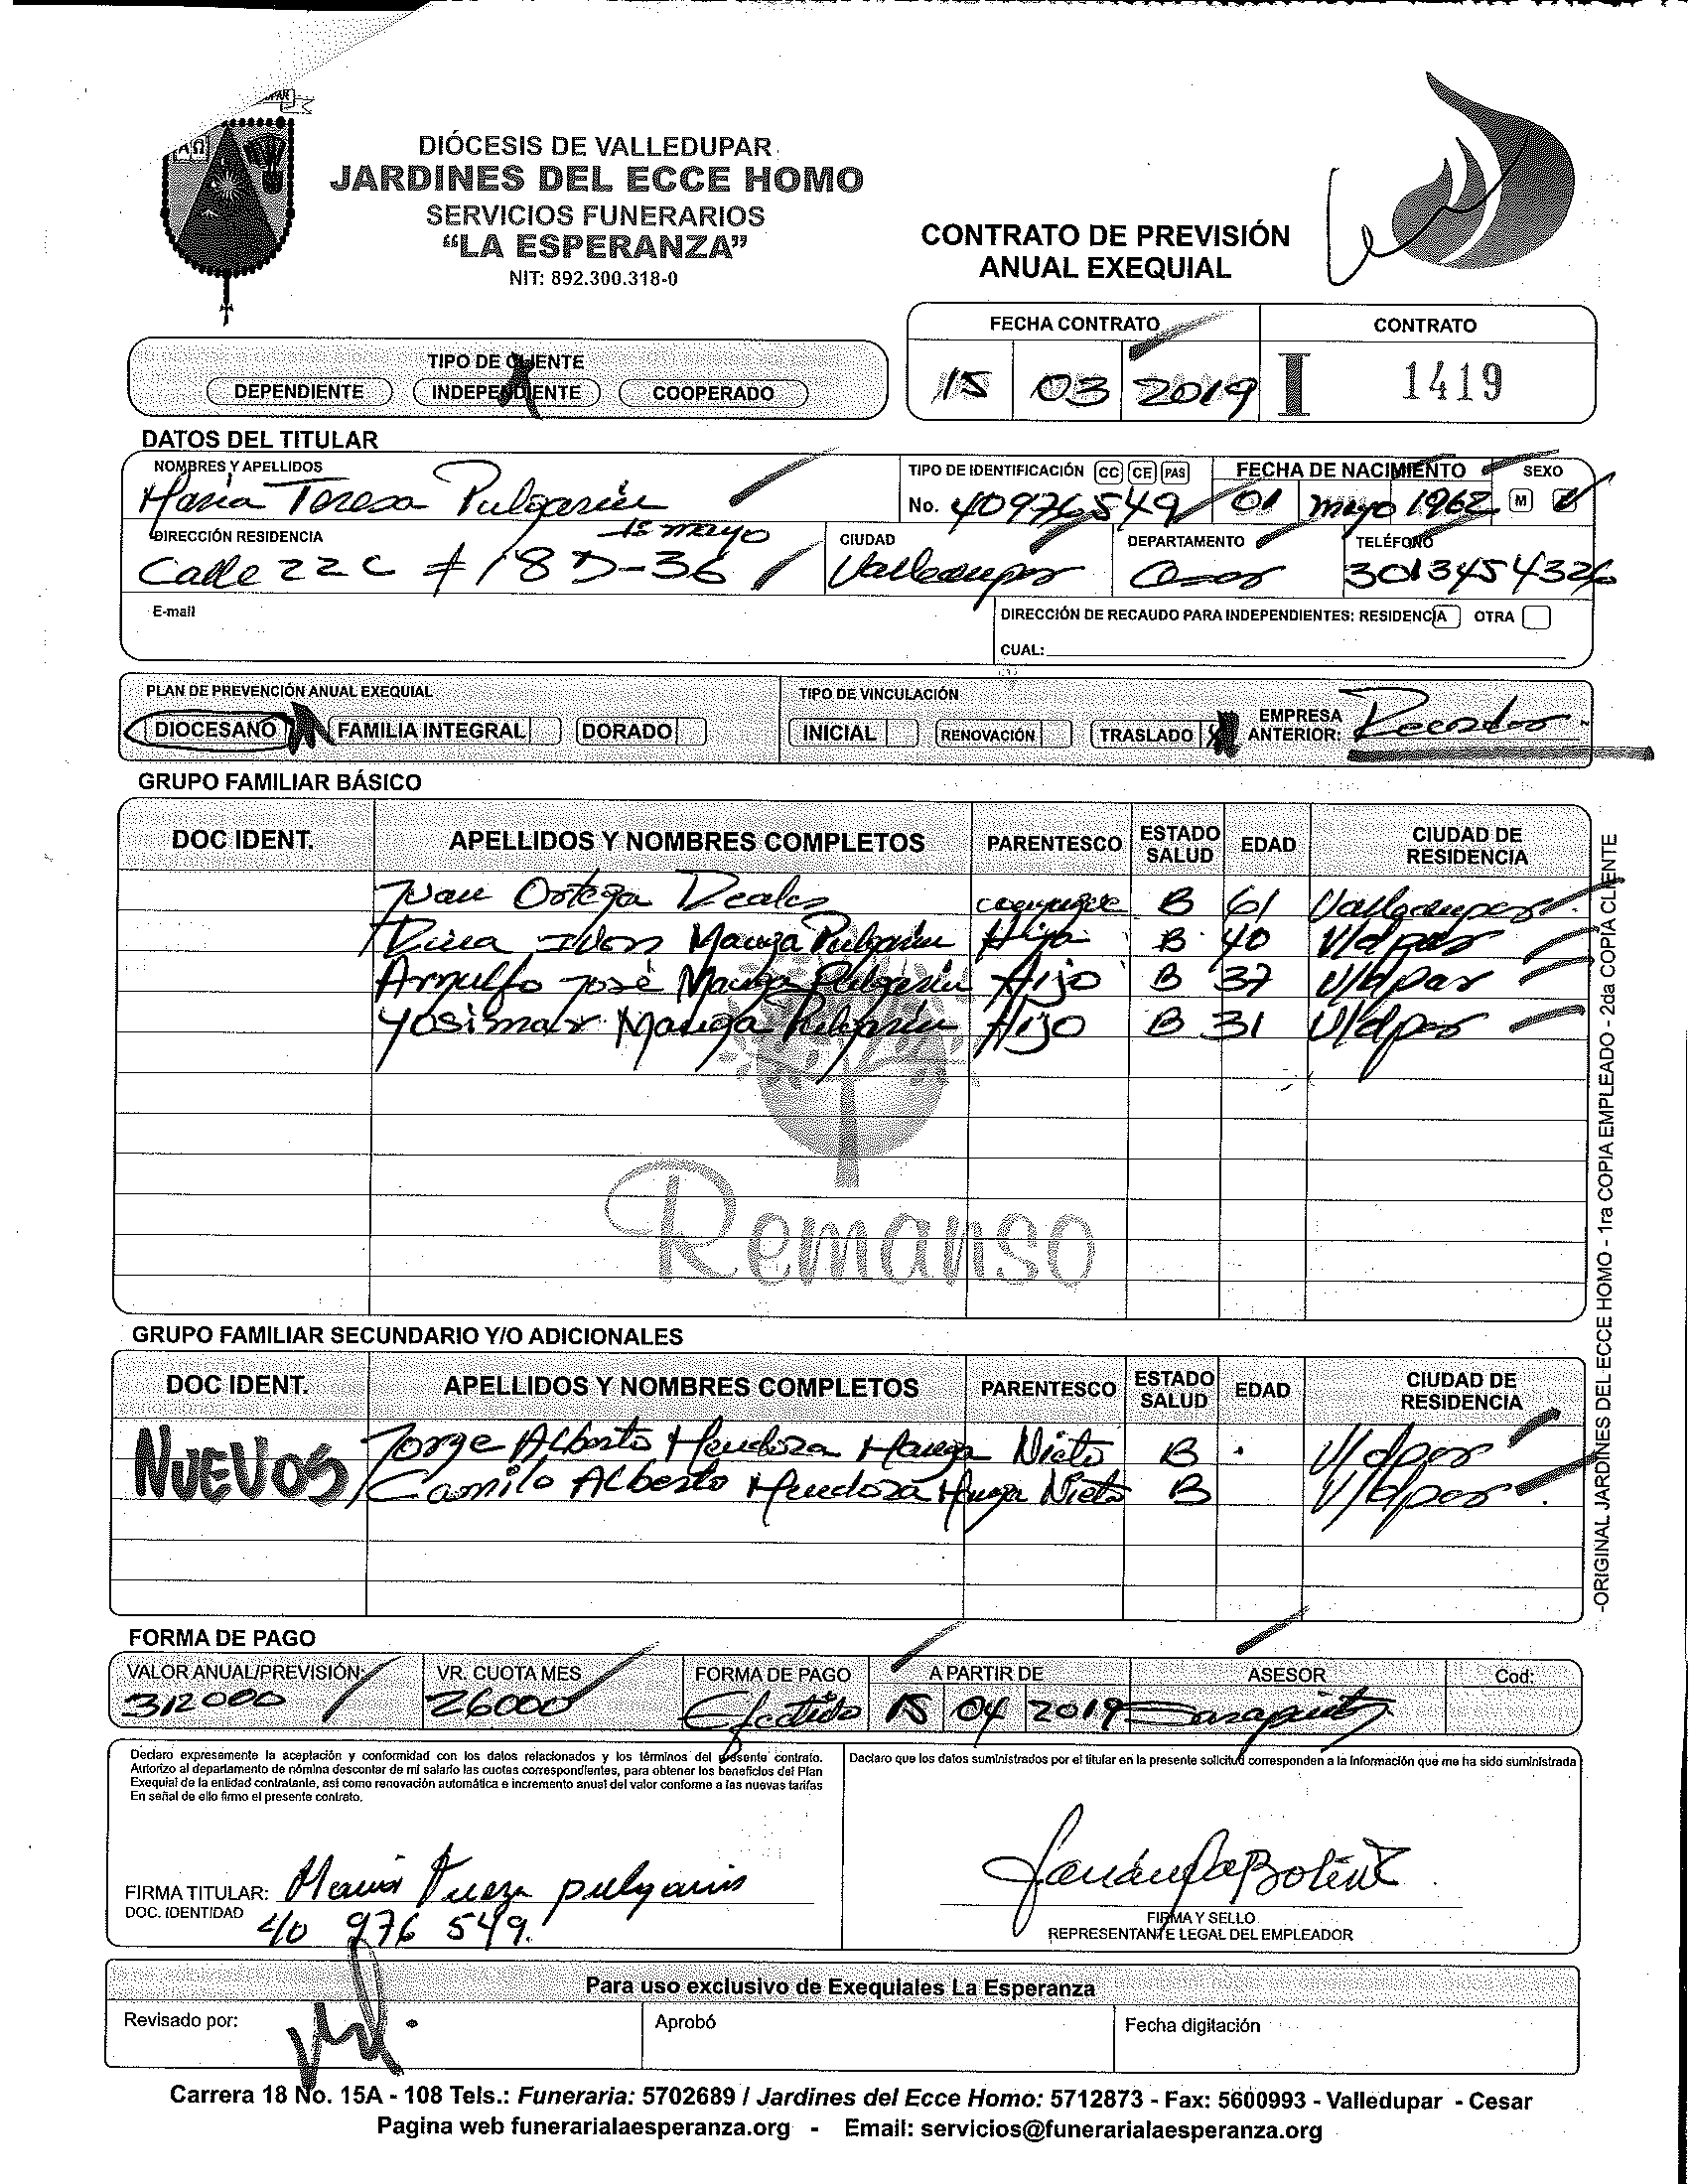 DIÓCESIS DE VALLEDUPAR
JARDINES DEL ECCE HOMO
SERVICIOS FUNERARIOS
“LA ESPERANZA”
NIT: 892.300.318-0
CONTRATO DE PREVISIÓN
ANUAL EXEQUIAL
FECHA CONTRATO CONTRATO
15 03 2019 I 1419
TIPO DE CLIENTE
DEPENDIENTE INDEPENDIENTE COOPERADO
DATOS DEL TITULAR
NOMBRES Y APELLIDOS TIPO DE IDENTIFICACIÓN CC CE PAS FECHA DE NACIMIENTO SEXO
Maria Teresa Pulgarin No. 40976549 01 mayo 1962 M
DIRECCIÓN RESIDENCIA 1º mayo CIUDAD DEPARTAMENTO TELÉFONO
Calle 22 C # 18 D-36 Valledupar Cesar 3013454326
E-mail DIRECCIÓN DE RECAUDO PARA INDEPENDIENTES: RESIDENCIA OTRA
CUAL:
PLAN DE PREVENCIÓN ANUAL EXEQUIAL TIPO DE VINCULACIÓN
DIOCESANO FAMILIA INTEGRAL DORADO INICIAL RENOVACIÓN TRASLADO EMPRESA ANTERIOR: Recordar
GRUPO FAMILIAR BÁSICO
DOC IDENT. APELLIDOS Y NOMBRES COMPLETOS PARENTESCO ESTADO SALUD EDAD CIUDAD DE RESIDENCIA
Juan Ortega Deales conyugue B 61 Valledupar
Dina Ivon Manga Pulgarin Hija B 40 V/dpar
Arnulfo José Manga Pulgarin Hijo B 37 V/dpar
Yosimar Manga Pulgarin Hijo B 31 V/dpar
Remanso
GRUPO FAMILIAR SECUNDARIO Y/O ADICIONALES
DOC IDENT. APELLIDOS Y NOMBRES COMPLETOS PARENTESCO ESTADO SALUD EDAD CIUDAD DE RESIDENCIA
NUEVOS Jorge Alberto Mendoza Manga Nieto B V/dpar
Camilo Alberto Mendoza Manga Nieto B V/dpar
FORMA DE PAGO
VALOR ANUAL/PREVISIÓN: VR. CUOTA MES FORMA DE PAGO A PARTIR DE ASESOR Cod:
312000 26000 Efectivo 15 04 2019
Declaro expresamente la aceptación y conformidad con los datos relacionados y los términos del presente contrato.
Autorizo al departamento de nómina descontar de mi salario las cuotas correspondientes, para obtener los beneficios del Plan
Exequial de la entidad contratante, así como renovación automática e incremento anual del valor conforme a las nuevas tarifas
En señal de ello firmo el presente contrato.
Declaro que los datos suministrados por el titular en la presente solicitud corresponden a la información que me ha sido suministrada
FIRMA TITULAR: Maria Tereza pulgarin
DOC. IDENTIDAD 40 976 549.
FIRMA Y SELLO
REPRESENTANTE LEGAL DEL EMPLEADOR
Para uso exclusivo de Exequiales La Esperanza
Revisado por: Aprobó Fecha digitación
Carrera 18 No. 15A - 108 Tels.: Funeraria: 5702689 / Jardines del Ecce Homo: 5712873 - Fax: 5600993 - Valledupar - Cesar
Pagina web funerarialaesperanza.org - Email: servicios@funerarialaesperanza.org
-ORIGINAL JARDINES DEL ECCE HOMO - 1ra COPIA EMPLEADO - 2da COPIA CLIENTE